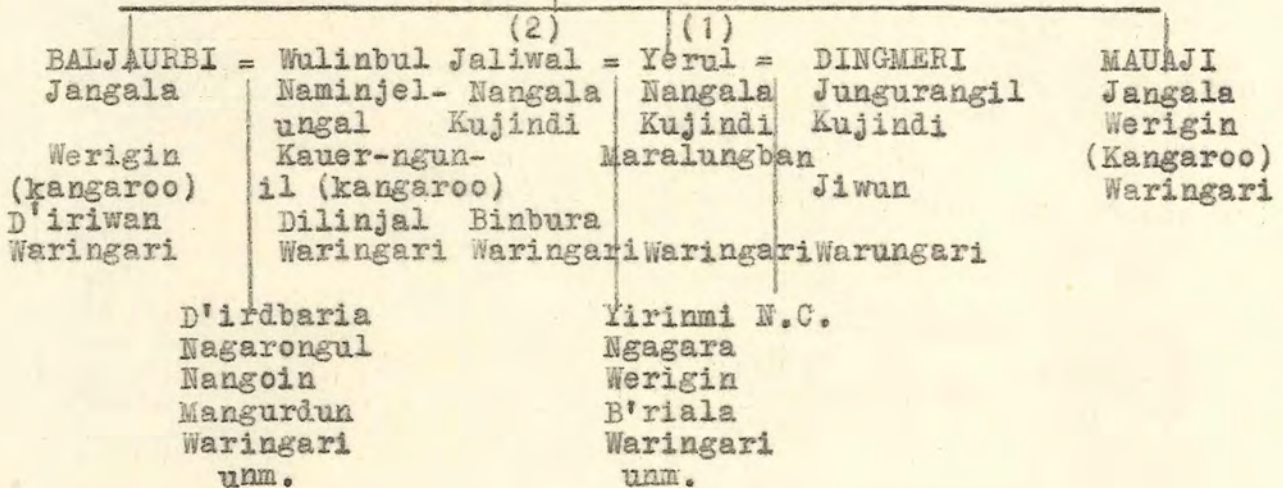 (2) (1)
BALJAURBI = Wulinbul Jaliwal = Yerul = DINGMERI MAUAJI
Jangala Naminjel- Nangala Nangala Jungurangil Jangala
ungal Kujindi Kujindi Kujindi Werigin
Werigin Kauer-ngun- Maralungban (Kangaroo)
(kangaroo) il (kangaroo) Jiwun Waringari
D'iriwan Dilinjal Binbura
Waringari Waringari Waringari Waringari Warungari
D'irdbaria Yirinmi N.C.
Nagarongul Ngagara
Nangoin Werigin
Mangurdun B'riala
Waringari Waringari
unm. unm.